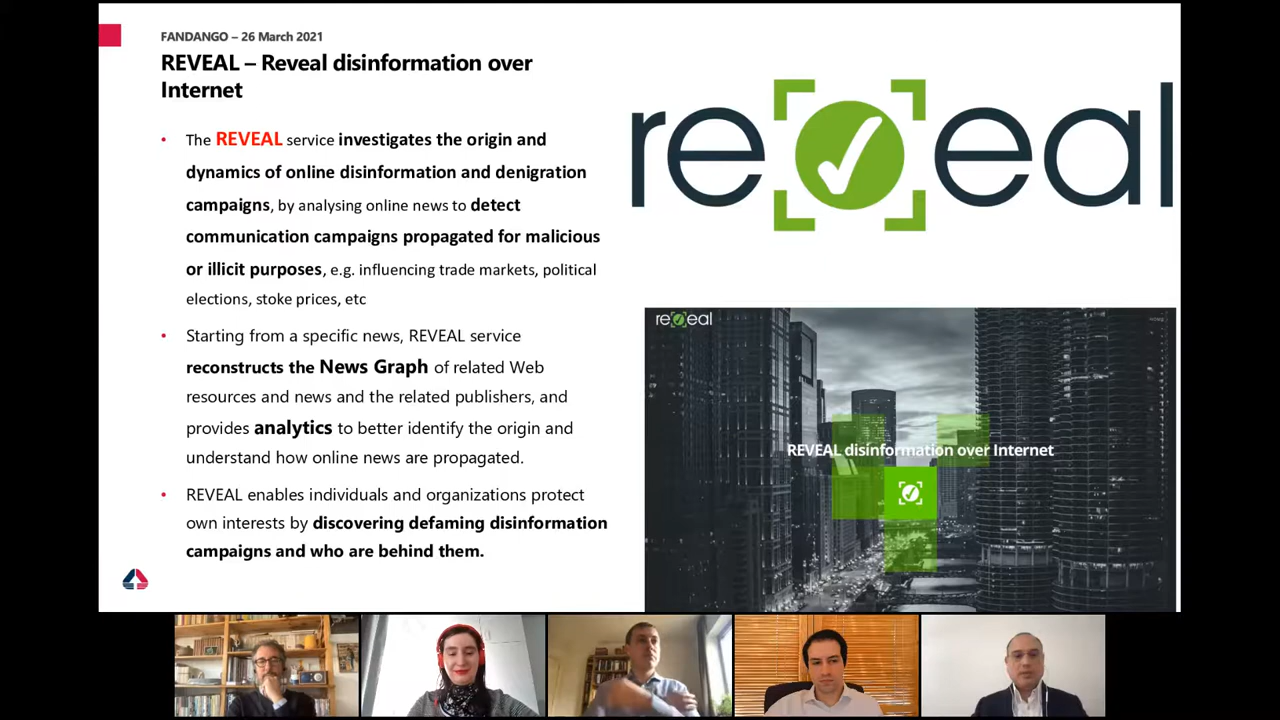 FANDANGO – 26 March 2021
REVEAL – Reveal disinformation over
Internet
• The REVEAL service investigates the origin and
dynamics of online disinformation and denigration
campaigns, by analysing online news to detect
communication campaigns propagated for malicious
or illicit purposes, e.g. influencing trade markets, political
elections, stoke prices, etc
• Starting from a specific news, REVEAL service
reconstructs the News Graph of related Web
resources and news and the related publishers, and
provides analytics to better identify the origin and
understand how online news are propagated.
• REVEAL enables individuals and organizations protect
own interests by discovering defaming disinformation
campaigns and who are behind them.
reveal
reveal
REVEAL disinformation over Internet